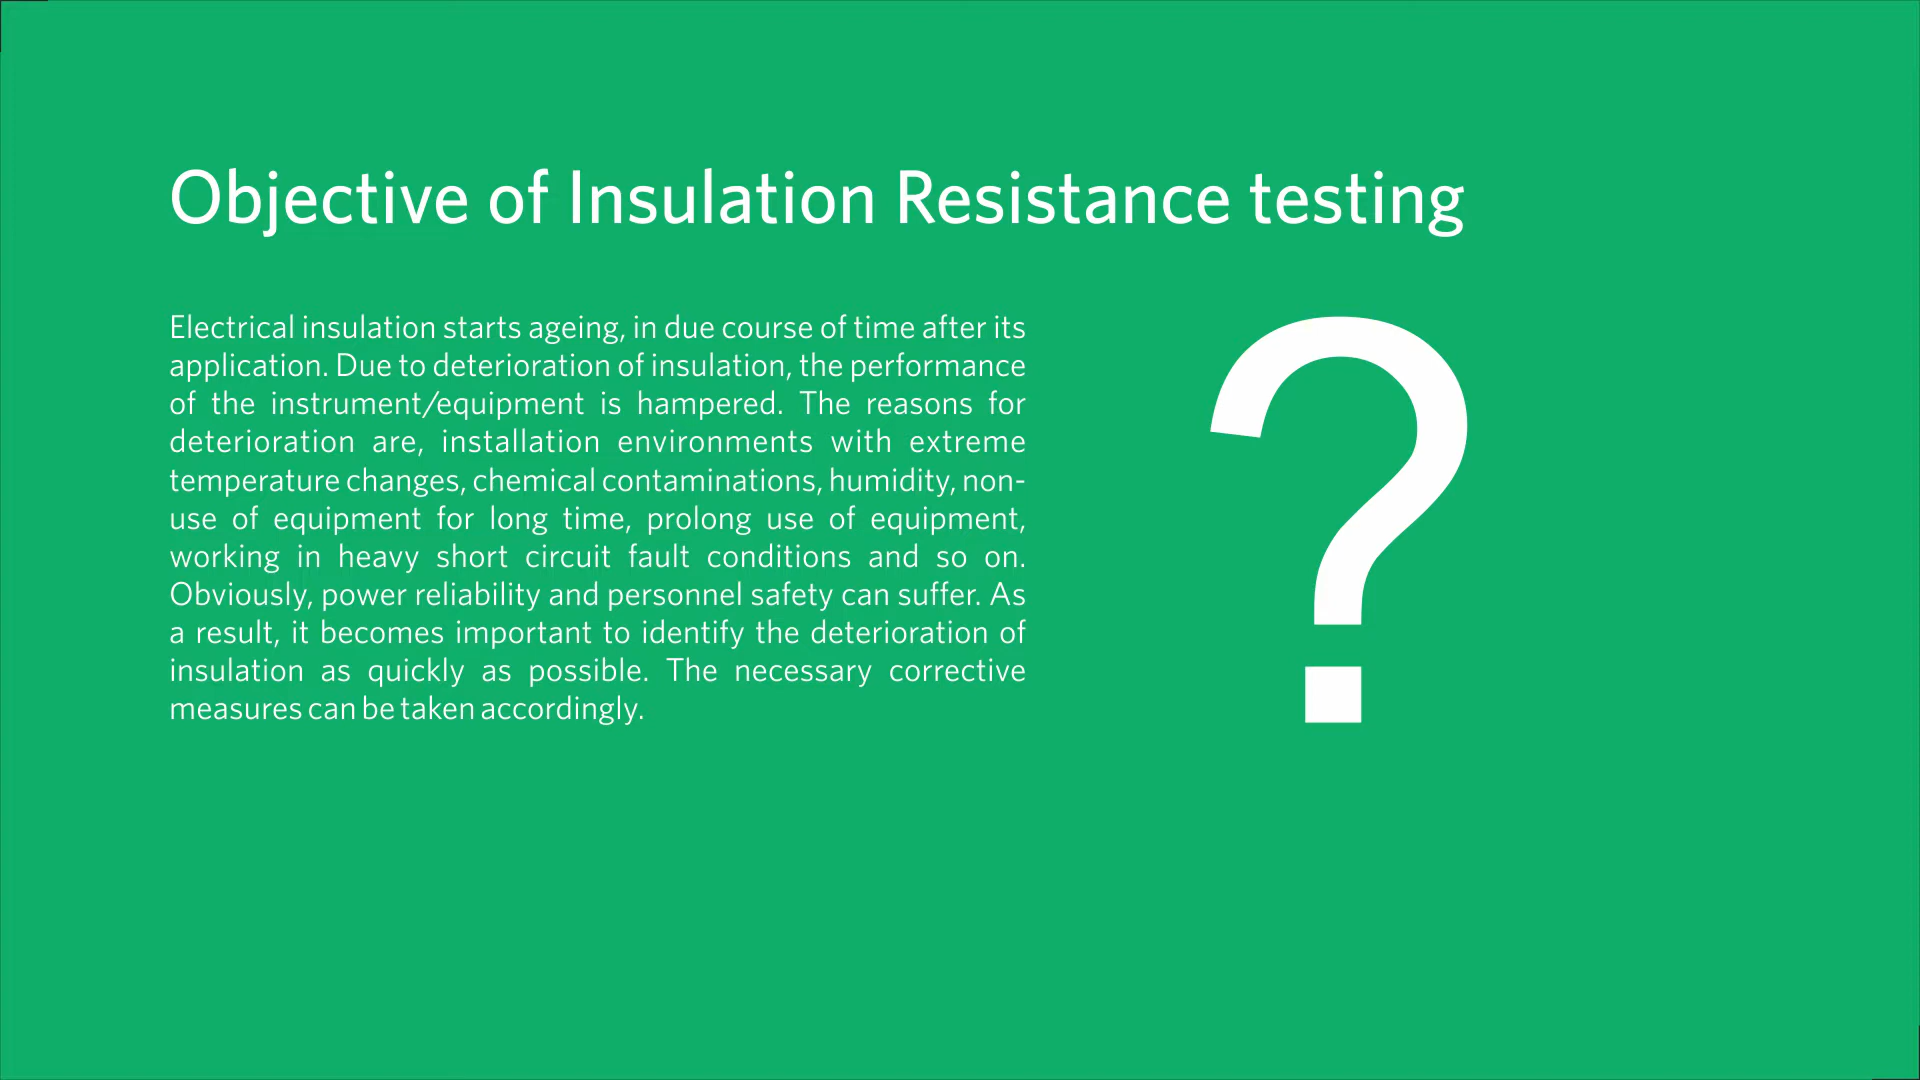 Objective of Insulation Resistance testing
Electrical insulation starts ageing, in due course of time after its
application. Due to deterioration of insulation, the performance
of the instrument/equipment is hampered. The reasons for
deterioration are, installation environments with extreme
temperature changes, chemical contaminations, humidity, non-
use of equipment for long time, prolong use of equipment,
working in heavy short circuit fault conditions and so on.
Obviously, power reliability and personnel safety can suffer. As
a result, it becomes important to identify the deterioration of
insulation as quickly as possible. The necessary corrective
measures can be taken accordingly.
?